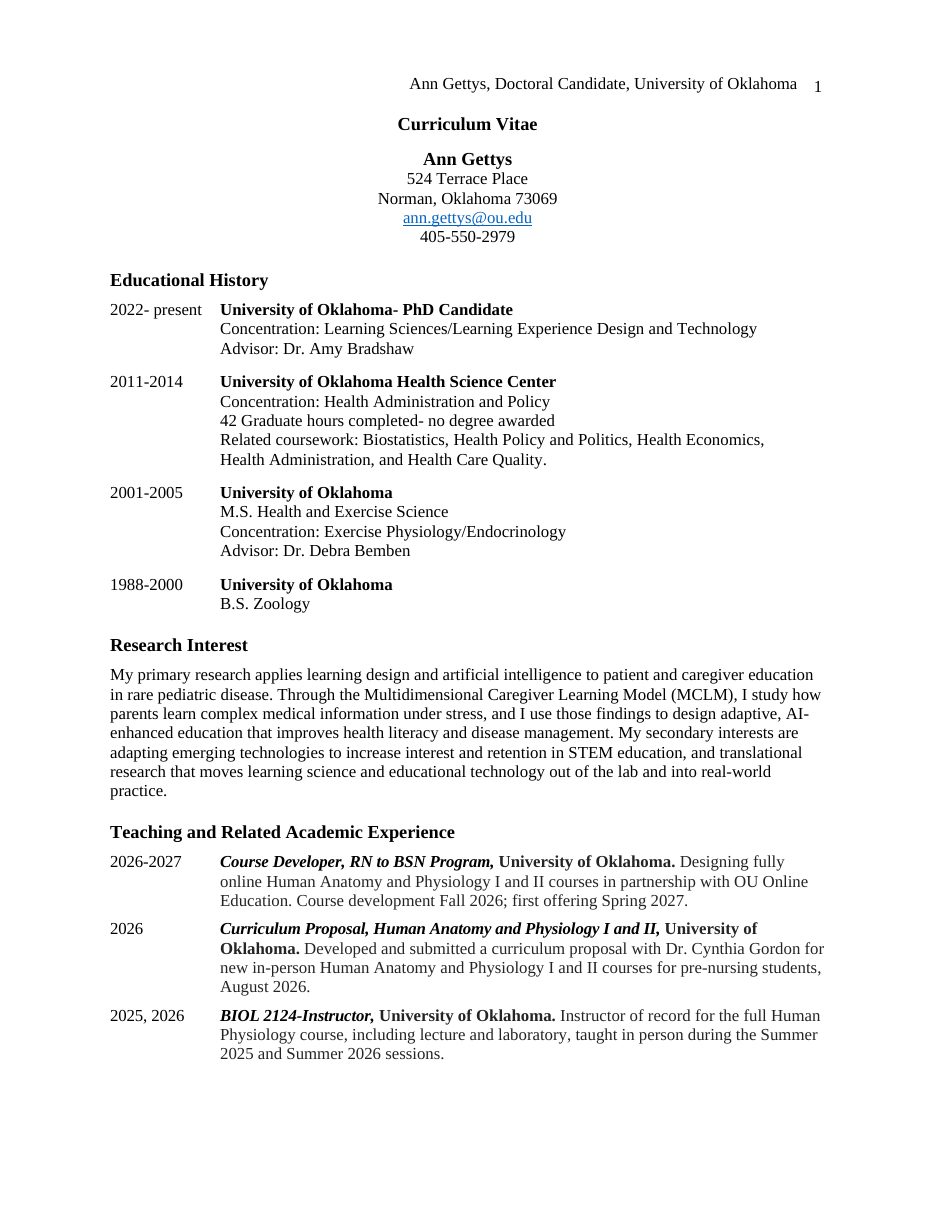 Ann Gettys, Doctoral Candidate, University of Oklahoma 1
Curriculum Vitae
Ann Gettys
524 Terrace Place
Norman, Oklahoma 73069
ann.gettys@ou.edu
405-550-2979
Educational History
2022- present University of Oklahoma- PhD Candidate
Concentration: Learning Sciences/Learning Experience Design and Technology
Advisor: Dr. Amy Bradshaw
2011-2014 University of Oklahoma Health Science Center
Concentration: Health Administration and Policy
42 Graduate hours completed- no degree awarded
Related coursework: Biostatistics, Health Policy and Politics, Health Economics,
Health Administration, and Health Care Quality.
2001-2005 University of Oklahoma
M.S. Health and Exercise Science
Concentration: Exercise Physiology/Endocrinology
Advisor: Dr. Debra Bemben
1988-2000 University of Oklahoma
B.S. Zoology
Research Interest
My primary research applies learning design and artificial intelligence to patient and caregiver education
in rare pediatric disease. Through the Multidimensional Caregiver Learning Model (MCLM), I study how
parents learn complex medical information under stress, and I use those findings to design adaptive, AI-
enhanced education that improves health literacy and disease management. My secondary interests are
adapting emerging technologies to increase interest and retention in STEM education, and translational
research that moves learning science and educational technology out of the lab and into real-world
practice.
Teaching and Related Academic Experience
2026-2027 Course Developer, RN to BSN Program, University of Oklahoma. Designing fully
online Human Anatomy and Physiology I and II courses in partnership with OU Online
Education. Course development Fall 2026; first offering Spring 2027.
2026 Curriculum Proposal, Human Anatomy and Physiology I and II, University of
Oklahoma. Developed and submitted a curriculum proposal with Dr. Cynthia Gordon for
new in-person Human Anatomy and Physiology I and II courses for pre-nursing students,
August 2026.
2025, 2026 BIOL 2124-Instructor, University of Oklahoma. Instructor of record for the full Human
Physiology course, including lecture and laboratory, taught in person during the Summer
2025 and Summer 2026 sessions.